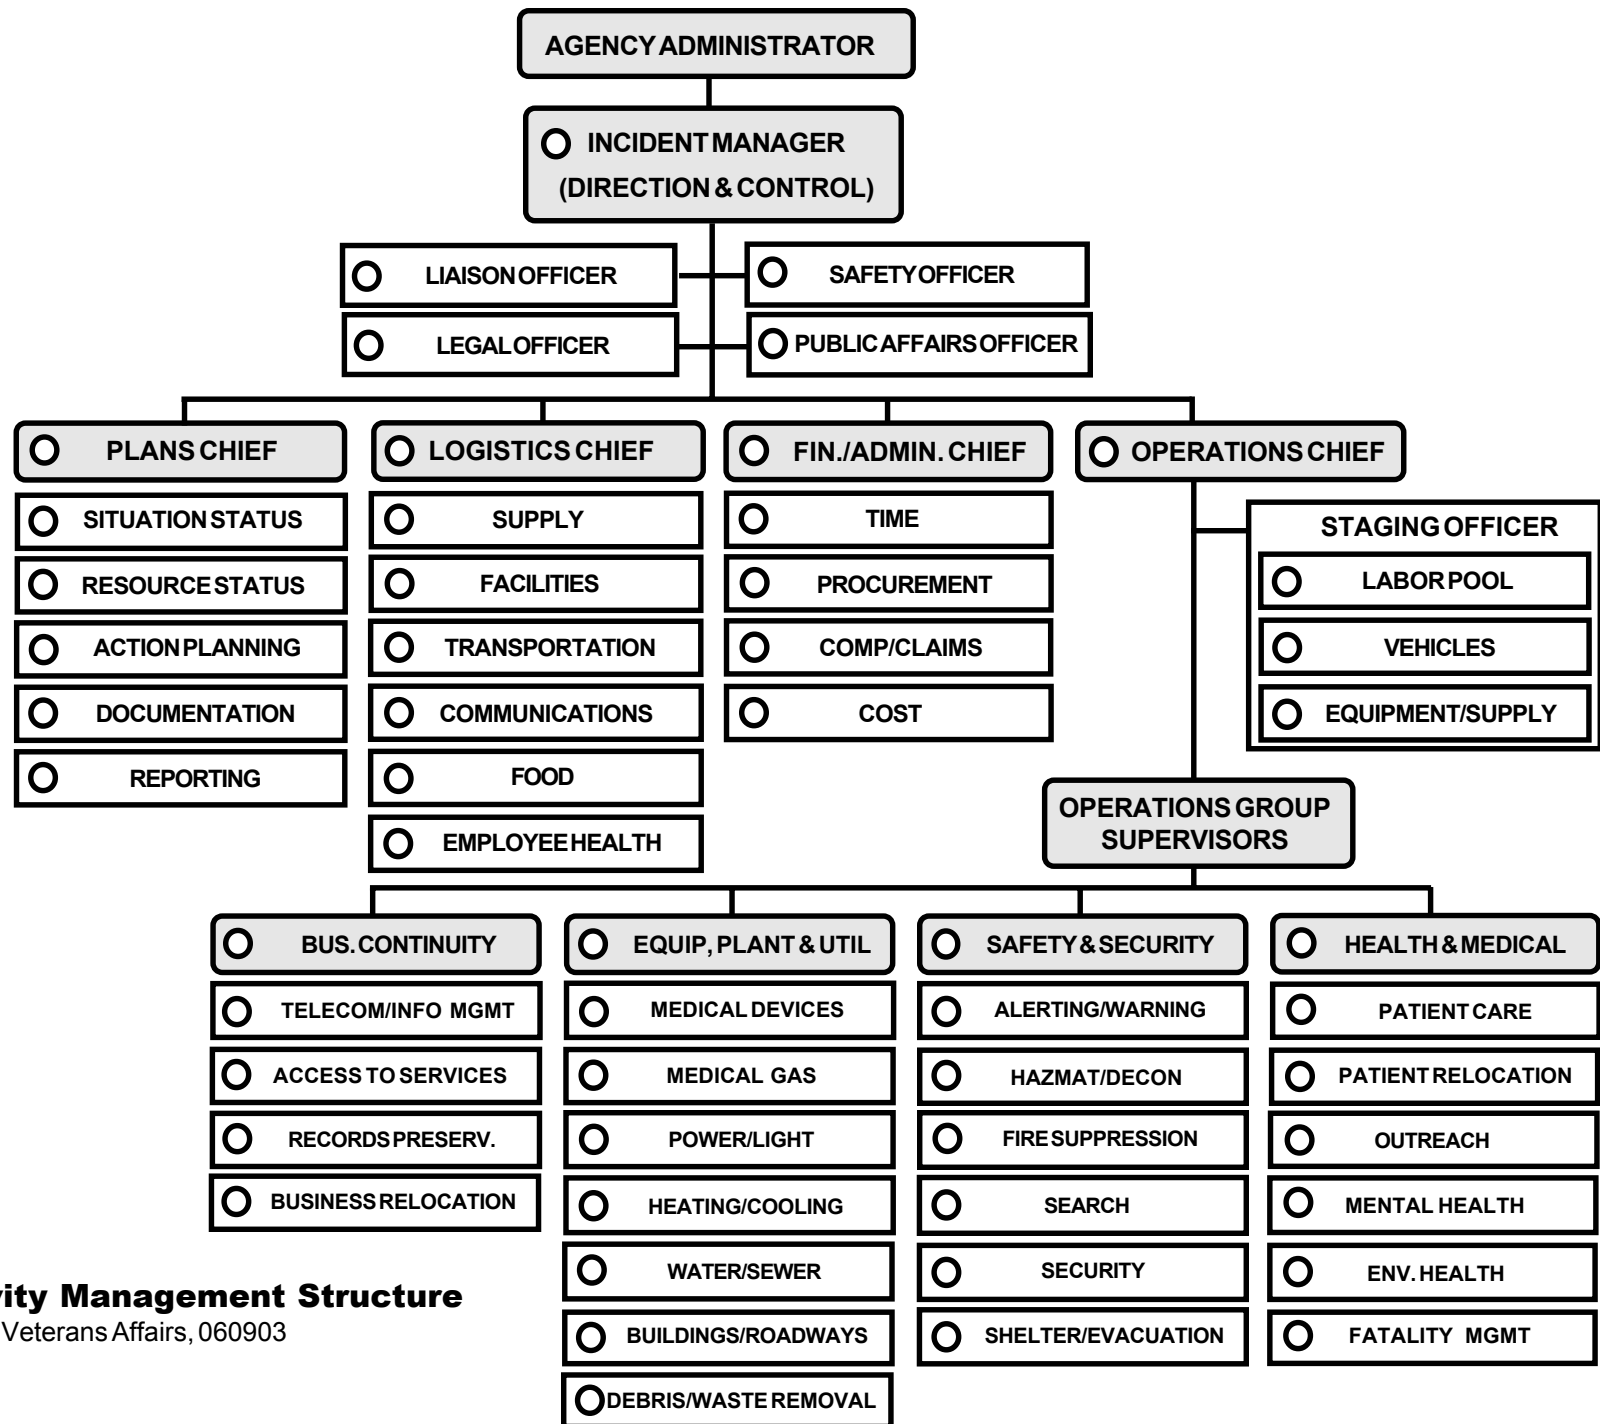 AGENCY ADMINISTRATOR
INCIDENT MANAGER
(DIRECTION & CONTROL)
LIAISON OFFICER
SAFETY OFFICER
LEGAL OFFICER
PUBLIC AFFAIRS OFFICER
PLANS CHIEF
SITUATION STATUS
RESOURCE STATUS
ACTION PLANNING
DOCUMENTATION
REPORTING
LOGISTICS CHIEF
SUPPLY
FACILITIES
TRANSPORTATION
COMMUNICATIONS
FOOD
EMPLOYEE HEALTH
FIN./ADMIN. CHIEF
TIME
PROCUREMENT
COMP/CLAIMS
COST
OPERATIONS CHIEF
STAGING OFFICER
LABOR POOL
VEHICLES
EQUIPMENT/SUPPLY
OPERATIONS GROUP
SUPERVISORS
BUS. CONTINUITY
TELECOM/INFO MGMT
ACCESS TO SERVICES
RECORDS PRESERV.
BUSINESS RELOCATION
EQUIP, PLANT & UTIL
MEDICAL DEVICES
MEDICAL GAS
POWER/LIGHT
HEATING/COOLING
WATER/SEWER
BUILDINGS/ROADWAYS
DEBRIS/WASTE REMOVAL
SAFETY & SECURITY
ALERTING/WARNING
HAZMAT/DECON
FIRE SUPPRESSION
SEARCH
SECURITY
SHELTER/EVACUATION
HEALTH & MEDICAL
PATIENT CARE
PATIENT RELOCATION
OUTREACH
MENTAL HEALTH
ENV. HEALTH
FATALITY MGMT
Management Structure
Veterans Affairs, 060903